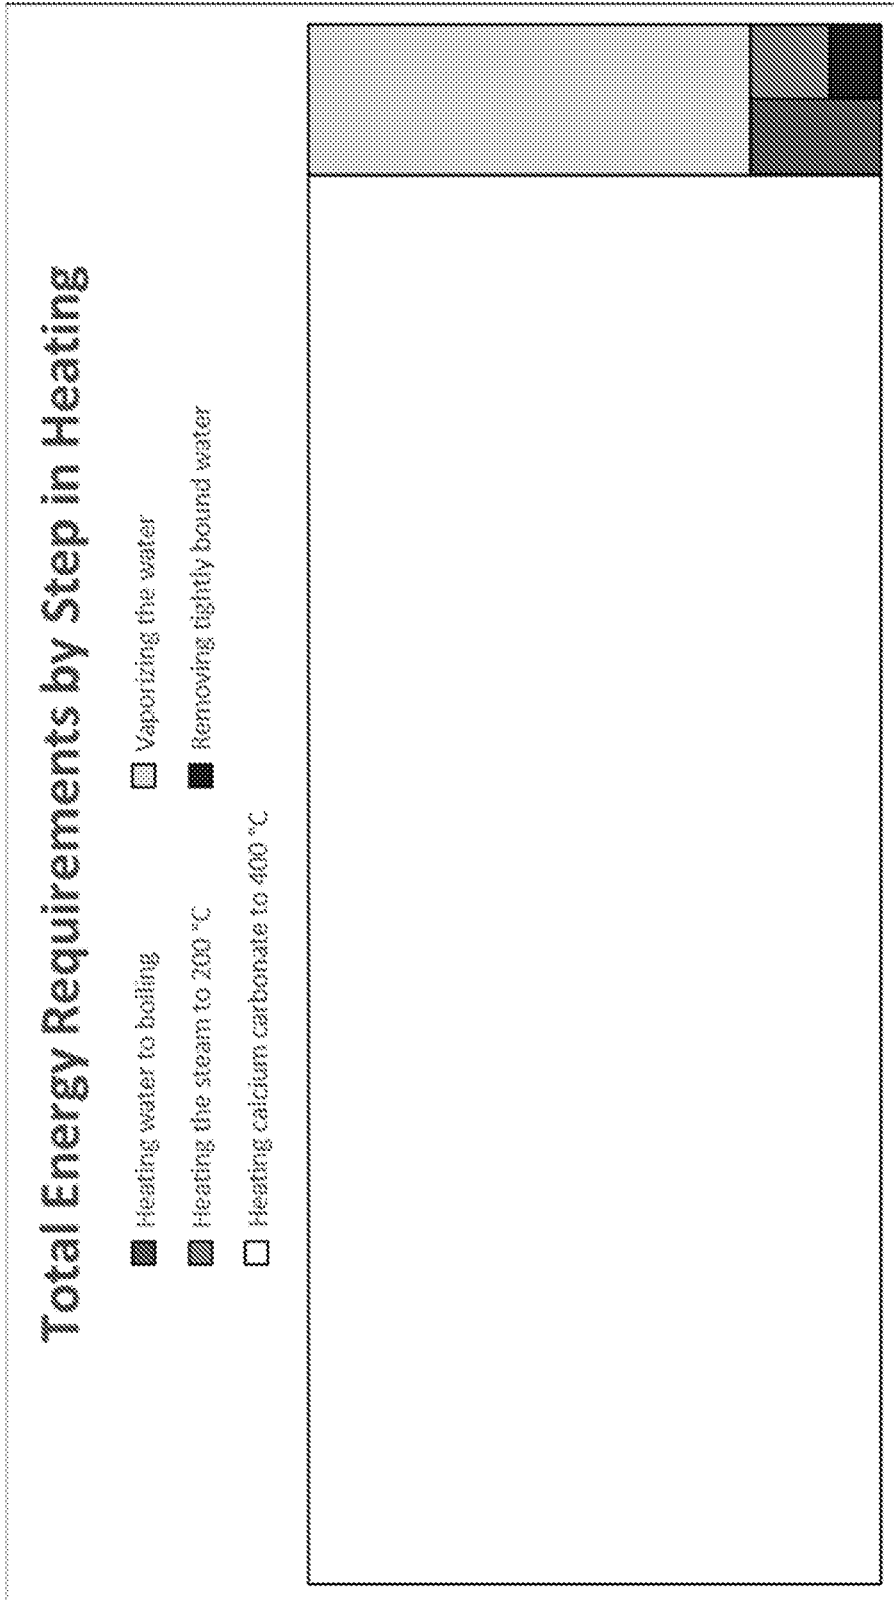 Total Energy Requirements by Step in Heating
Heating water to boiling
Vaporizing the water
Heating the steam to 200 °C
Removing tightly bound water
Heating calcium carbonate to 400 °C